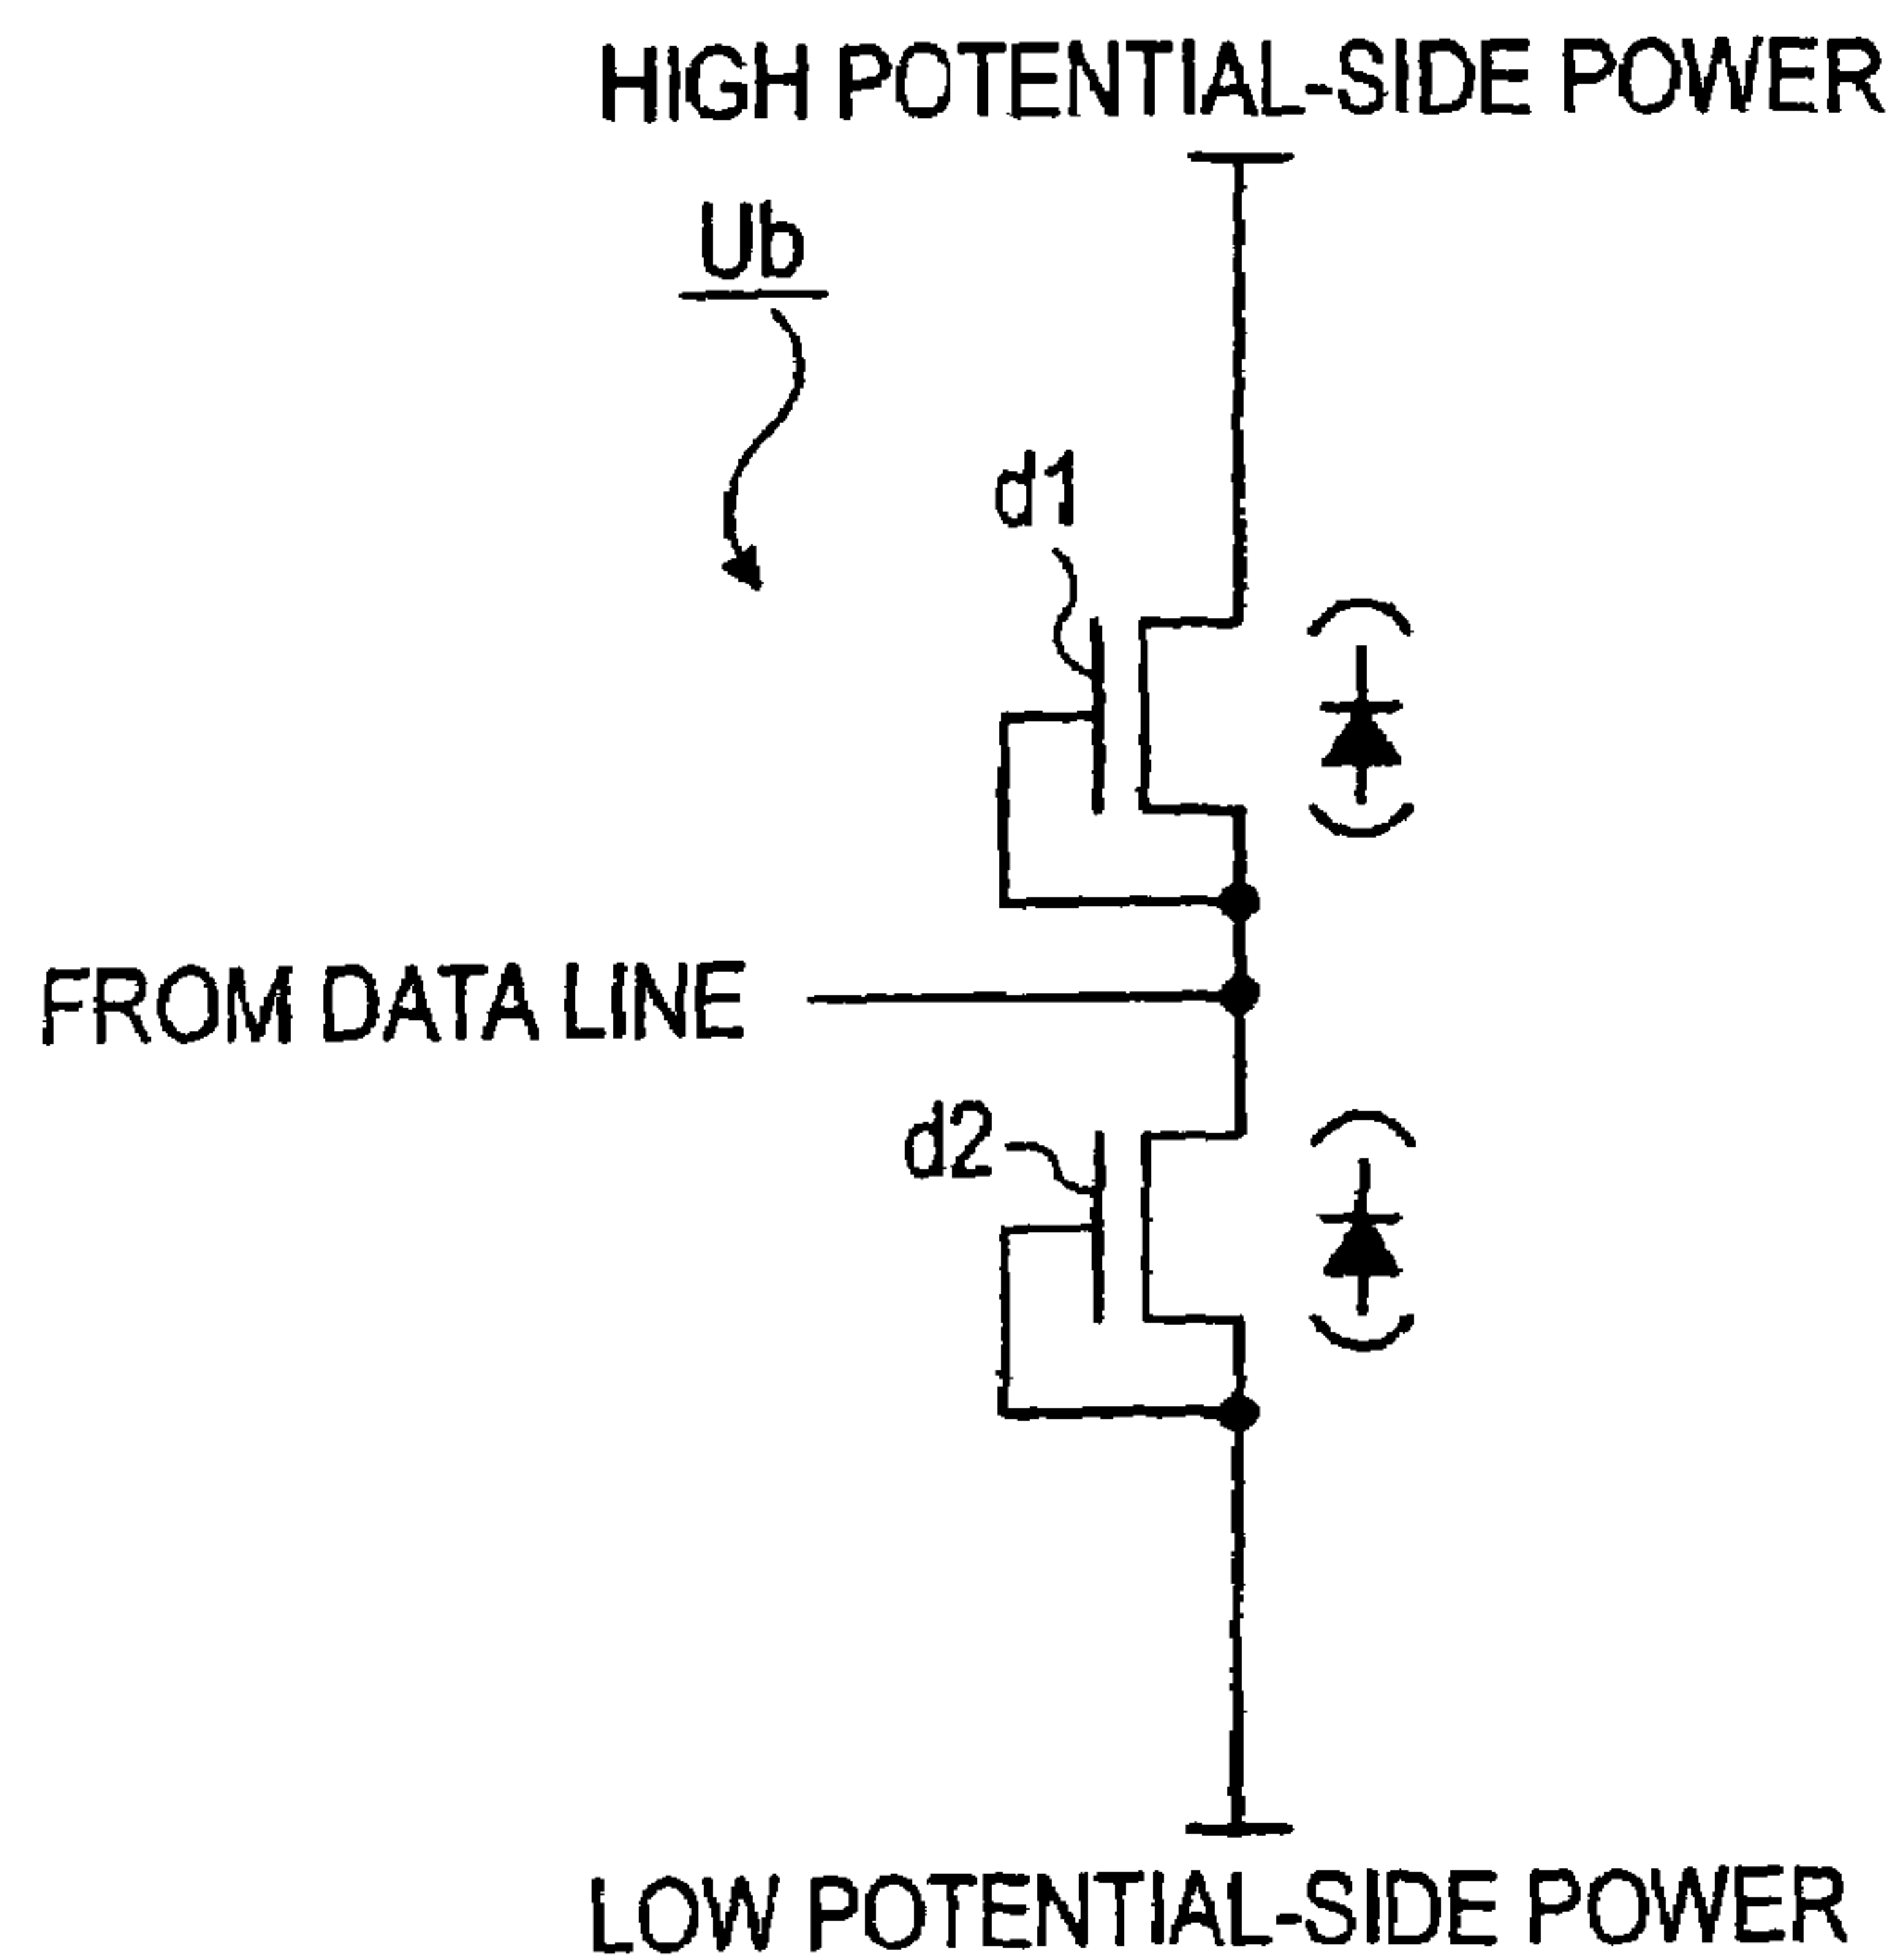 HIGH POTENTIAL-SIDE POWER
Ub
d1
FROM DATA LINE
d2
LOW POTENTIAL-SIDE POWER